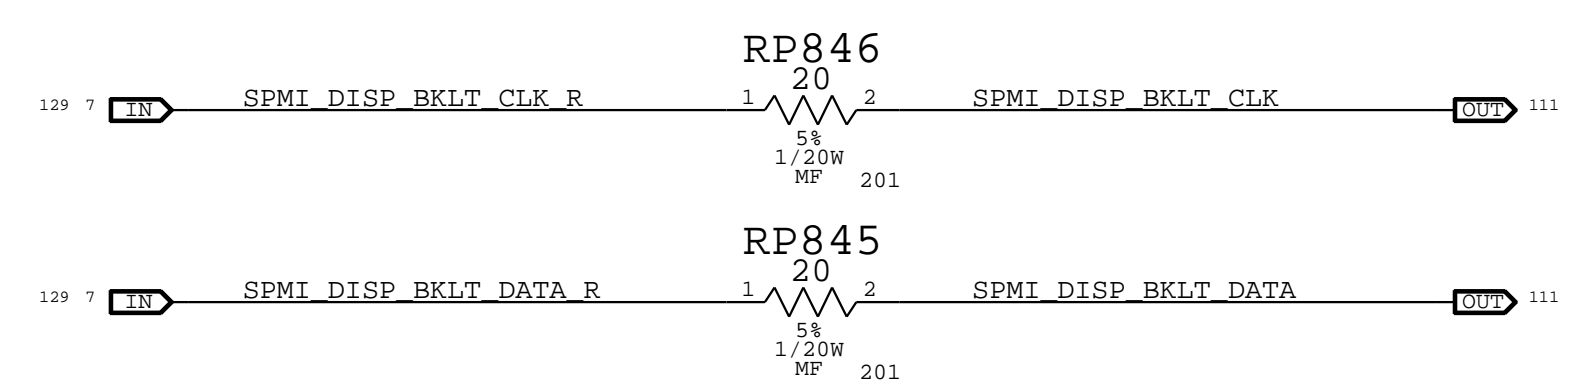 RP846
20
129 7 IN SPMI_DISP_BKLT_CLK_R 1 2 SPMI_DISP_BKLT_CLK OUT 111
5%
1/20W
MF 201
RP845
20
129 7 IN SPMI_DISP_BKLT_DATA_R 1 2 SPMI_DISP_BKLT_DATA OUT 111
5%
1/20W
MF 201